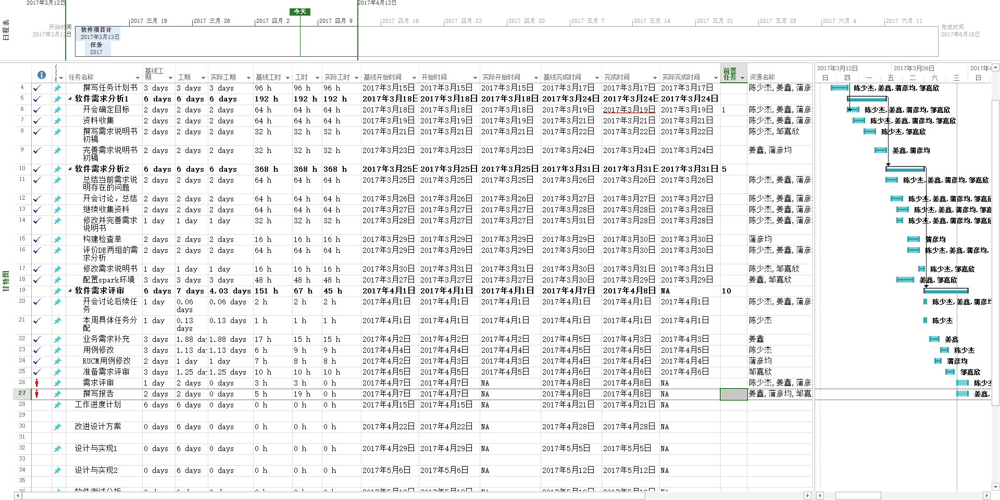 2017年3月12日
2017年4月13日
今天
2017 三月 19
2017 三月 26
2017 四月 2
2017 四月 9
2017 四月 16
2017 四月 23
2017 四月 30
2017 五月 7
2017 五月 14
2017 五月 21
2017 五月 28
2017 六月 4
2017 六月 11
日程表
开始时间
2017年3月13日
软件项目计
2017年3月13日
任务
2017
完成时间
2017年6月16日
甘特图
任务名称 基线工期 工期 实际工期 基线工时 工时 实际工时 基线开始时间 开始时间 实际开始时间 基线完成时间 完成时间 实际完成时间 前置任务 资源名称
2017年3月12日 2017年3月26日 2017年4
日 四 一 五 二 六 三 日
4 撰写任务计划书 3 days 3 days 3 days 96 h 96 h 96 h 2017年3月15日 2017年3月15日 2017年3月15日 2017年3月17日 2017年3月17日 2017年3月17日 陈少杰,姜鑫,蒲彦 陈少杰,姜鑫,蒲彦均,邹嘉欣
5 软件需求分析1 6 days 6 days 6 days 192 h 192 h 192 h 2017年3月18日 2017年3月18日 2017年3月18日 2017年3月24日 2017年3月24日 2017年3月24日
6 开会确定目标 2 days 2 days 2 days 64 h 64 h 64 h 2017年3月18日 2017年3月18日 2017年3月18日 2017年3月19日 2017年3月19日 2017年3月19日 1 陈少杰,姜鑫,蒲彦 陈少杰,姜鑫,蒲彦均,邹嘉欣
7 资料收集 2 days 2 days 2 days 64 h 64 h 64 h 2017年3月19日 2017年3月19日 2017年3月19日 2017年3月21日 2017年3月21日 2017年3月21日 陈少杰,姜鑫,蒲彦 陈少杰,姜鑫,蒲彦均,邹嘉欣
8 撰写需求说明书初稿 2 days 2 days 2 days 32 h 32 h 32 h 2017年3月21日 2017年3月21日 2017年3月21日 2017年3月22日 2017年3月22日 2017年3月22日 陈少杰,邹嘉欣 陈少杰,邹嘉欣
9 完善需求说明书初稿 2 days 2 days 2 days 32 h 32 h 32 h 2017年3月23日 2017年3月23日 2017年3月23日 2017年3月24日 2017年3月24日 2017年3月24日 姜鑫,蒲彦均 姜鑫,蒲彦均
10 软件需求分析2 6 days 6 days 6 days 368 h 368 h 368 h 2017年3月25日 2017年3月25日 2017年3月25日 2017年3月31日 2017年3月31日 2017年3月31日 5
11 总结当前需求说明存在的问题 2 days 2 days 2 days 64 h 64 h 64 h 2017年3月25日 2017年3月25日 2017年3月25日 2017年3月26日 2017年3月26日 2017年3月26日 陈少杰,姜鑫,蒲彦 陈少杰,姜鑫,蒲彦均,邹嘉欣
12 开会讨论，总结 2 days 2 days 2 days 64 h 64 h 64 h 2017年3月26日 2017年3月26日 2017年3月26日 2017年3月27日 2017年3月27日 2017年3月27日 陈少杰,姜鑫,蒲彦 陈少杰,姜鑫,蒲彦均,邹嘉欣
13 继续收集资料 2 days 2 days 2 days 64 h 64 h 64 h 2017年3月27日 2017年3月27日 2017年3月27日 2017年3月28日 2017年3月28日 2017年3月28日 陈少杰,姜鑫,蒲彦 陈少杰,姜鑫,蒲彦均,邹嘉
14 修改并完善需求说明书 1 day 1 day 1 day 32 h 32 h 32 h 2017年3月28日 2017年3月27日 2017年3月27日 2017年3月28日 2017年3月28日 2017年3月28日 陈少杰,姜鑫,蒲彦 陈少杰,姜鑫,蒲彦均,邹嘉欣
15 构建检查单 2 days 2 days 2 days 16 h 16 h 16 h 2017年3月29日 2017年3月29日 2017年3月29日 2017年3月30日 2017年3月30日 2017年3月30日 蒲彦均 蒲彦均
16 评价DE两组的需求分析 2 days 2 days 2 days 64 h 64 h 64 h 2017年3月29日 2017年3月29日 2017年3月29日 2017年3月30日 2017年3月30日 2017年3月30日 陈少杰,姜鑫,蒲彦 陈少杰,姜鑫,蒲彦均,
17 修改需求说明书 1 day 1 day 1 day 16 h 16 h 16 h 2017年3月30日 2017年3月31日 2017年3月31日 2017年3月31日 2017年3月31日 2017年3月31日 陈少杰,邹嘉欣 陈少杰,邹嘉欣
18 配置spark环境 3 days 3 days 3 days 48 h 48 h 48 h 2017年3月27日 2017年3月27日 2017年3月27日 2017年3月30日 2017年3月29日 2017年3月29日 姜鑫,邹嘉欣 姜鑫,邹嘉欣
19 软件需求评审 6 days 7 days 4.03 days 151 h 67 h 45 h 2017年4月1日 2017年4月1日 2017年4月1日 2017年4月7日 2017年4月8日 NA 10
20 开会讨论后续任务 1 day 0.06 days 0.06 days 2 h 2 h 2 h 2017年4月1日 2017年4月1日 2017年4月1日 2017年4月1日 2017年4月1日 2017年4月1日 陈少杰,姜鑫,蒲彦 陈少杰,姜鑫,蒲彦均
21 本周具体任务分配 1 day 0.13 days 0.13 days 1 h 1 h 1 h 2017年4月1日 2017年4月1日 2017年4月1日 2017年4月1日 2017年4月1日 2017年4月1日 陈少杰 陈少杰
22 业务需求补充 3 days 1.88 day 1.88 days 17 h 15 h 15 h 2017年4月2日 2017年4月2日 2017年4月2日 2017年4月5日 2017年4月3日 2017年4月3日 姜鑫 姜鑫
23 用例修改 3 days 1.13 day 1.13 days 6 h 9 h 9 h 2017年4月2日 2017年4月4日 2017年4月4日 2017年4月5日 2017年4月5日 2017年4月5日 陈少杰 陈少杰
24 RUCM用例修改 2 days 1 day 1 day 7 h 8 h 8 h 2017年4月2日 2017年4月3日 2017年4月3日 2017年4月4日 2017年4月4日 2017年4月4日 蒲彦均 蒲彦均
25 准备需求评审 3 days 1.25 day 1.25 days 10 h 10 h 10 h 2017年4月5日 2017年4月5日 2017年4月5日 2017年4月6日 2017年4月6日 2017年4月6日 邹嘉欣 邹嘉欣
26 需求评审 1 day 2 days 0 days 3 h 3 h 0 h 2017年4月7日 2017年4月7日 NA 2017年4月8日 2017年4月8日 NA 陈少杰,姜鑫,蒲彦 陈少杰
27 撰写报告 2 days 2 days 0 days 5 h 19 h 0 h 2017年4月7日 2017年4月7日 NA 2017年4月8日 2017年4月8日 NA 姜鑫,蒲彦均,邹嘉 姜鑫,
28 工作进度计划 6 days 6 days 0 days 0 h 0 h 0 h 2017年4月15日 2017年4月15日 NA 2017年4月21日 2017年4月21日 NA
29
30 改进设计方案 0 days 6 days 0 days 0 h 0 h 0 h 2017年4月22日 2017年4月22日 NA 2017年4月28日 2017年4月28日 NA
31
32 设计与实现1 0 days 6 days 0 days 0 h 0 h 0 h 2017年4月29日 2017年4月29日 NA 2017年5月5日 2017年5月5日 NA
33
34 设计与实现2 0 days 6 days 0 days 0 h 0 h 0 h 2017年5月6日 2017年5月6日 NA 2017年5月12日 2017年5月12日 NA
35